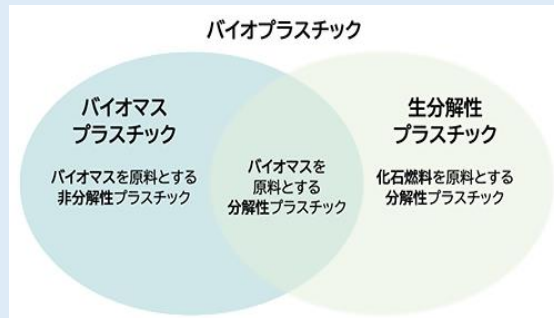 バイオプラスチック
バイオマス
プラスチック
バイオマスを原料とする
非分解性プラスチック
バイオマスを
原料とする
分解性プラスチック
生分解性
プラスチック
化石燃料を原料とする
分解性プラスチック